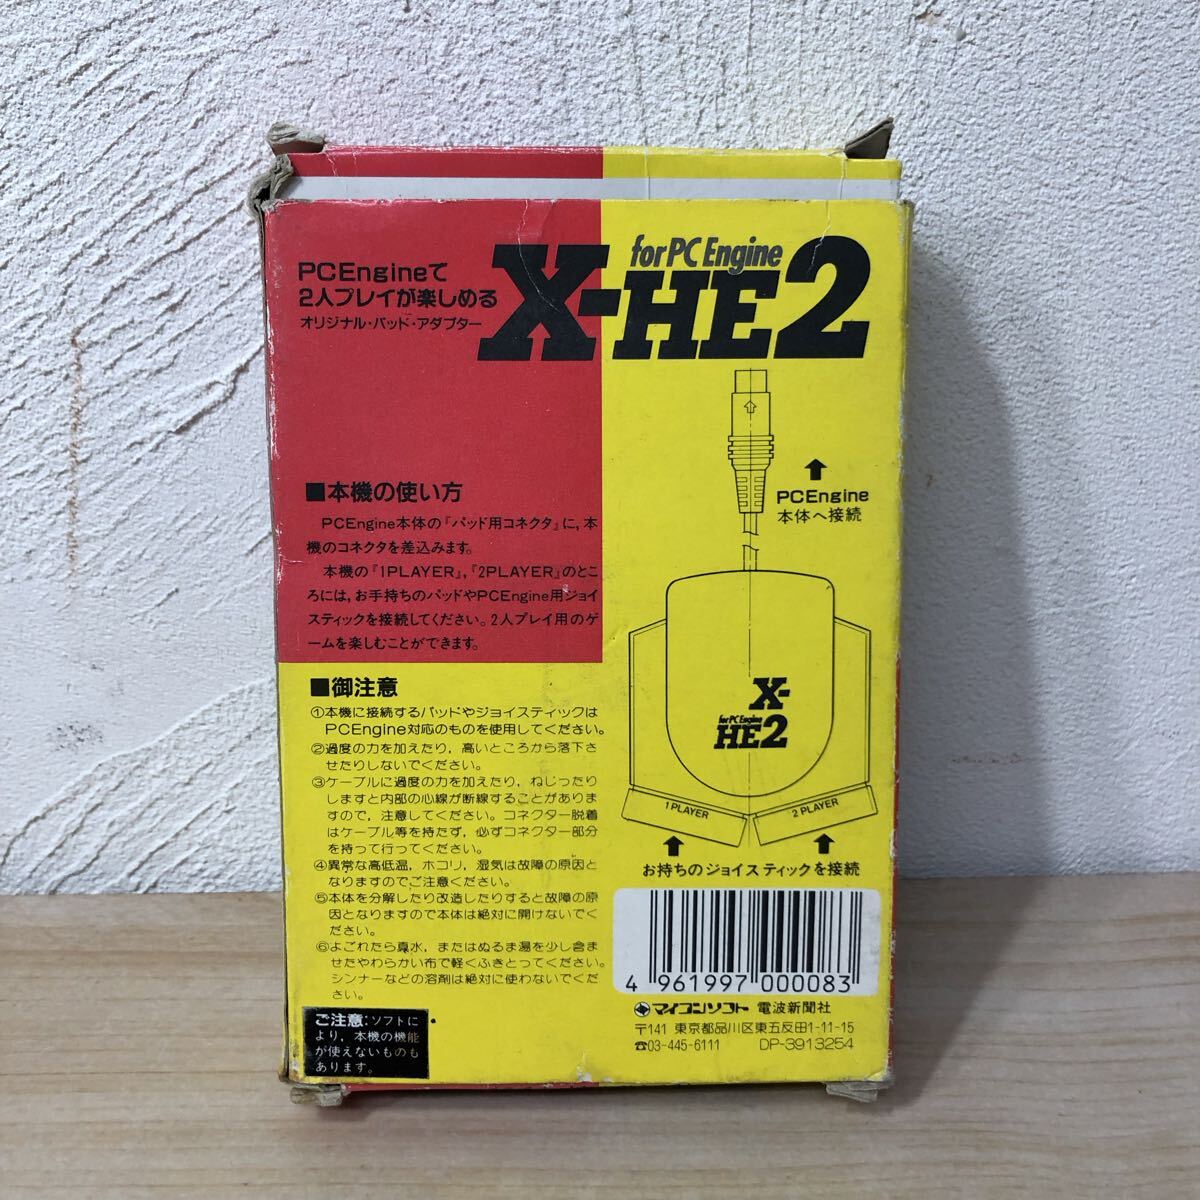 PCEngineで
2人プレイが楽しめる
オリジナル・パッド・アダプター
for PC Engine
X-HE2
■本機の使い方
PCEngine本体の『パッド用コネクタ』に,本
機のコネクタを差込みます。
本機の『1PLAYER』,『2PLAYER』のとこ
ろには,お手持ちのパッドやPCEngine用ジョイ
スティックを接続してください。2人プレイ用のゲ
ームを楽しむことができます。
■御注意
①本機に接続するパッドやジョイスティックは
PCEngine対応のものを使用してください。
②過度の力を加えたり,高いところから落下さ
せたりしないでください。
③ケーブルに過度の力を加えたり,ねじったり
しますと内部の心線が断線することがありま
すので,注意してください。コネクター脱着
はケーブル等を持たず,必ずコネクター部分
を持って行ってください。
④異常な高低温,ホコリ,湿気は故障の原因と
なりますのでご注意ください。
⑤本体を分解したり改造したりすると故障の原
因となりますので本体は絶対に開けないでく
ださい。
⑥よごれたら真水,またはぬるま湯を少し含ま
せたやわらかい布で軽くふきとってください。
シンナーなどの溶剤は絶対に使わないでくだ
さい。
ご注意:ソフトに
より,本機の機能
が使えないものも
あります。
PCEngine
本体へ接続
X-
for PC Engine
HE2
1 PLAYER
2 PLAYER
お持ちのジョイスティックを接続
4 961997 000083
マイコンソフト 電波新聞社
〒141 東京都品川区東五反田1-11-15
☎03-445-6111 DP-3913254